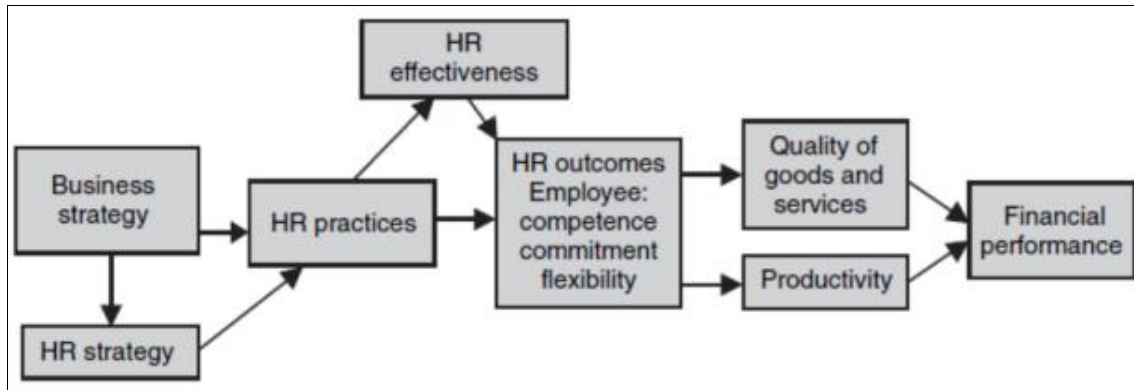 HR
effectiveness
Business
strategy
HR practices
HR strategy
HR outcomes
Employee:
competence
commitment
flexibility
Quality of
goods and
services
Productivity
Financial
performance